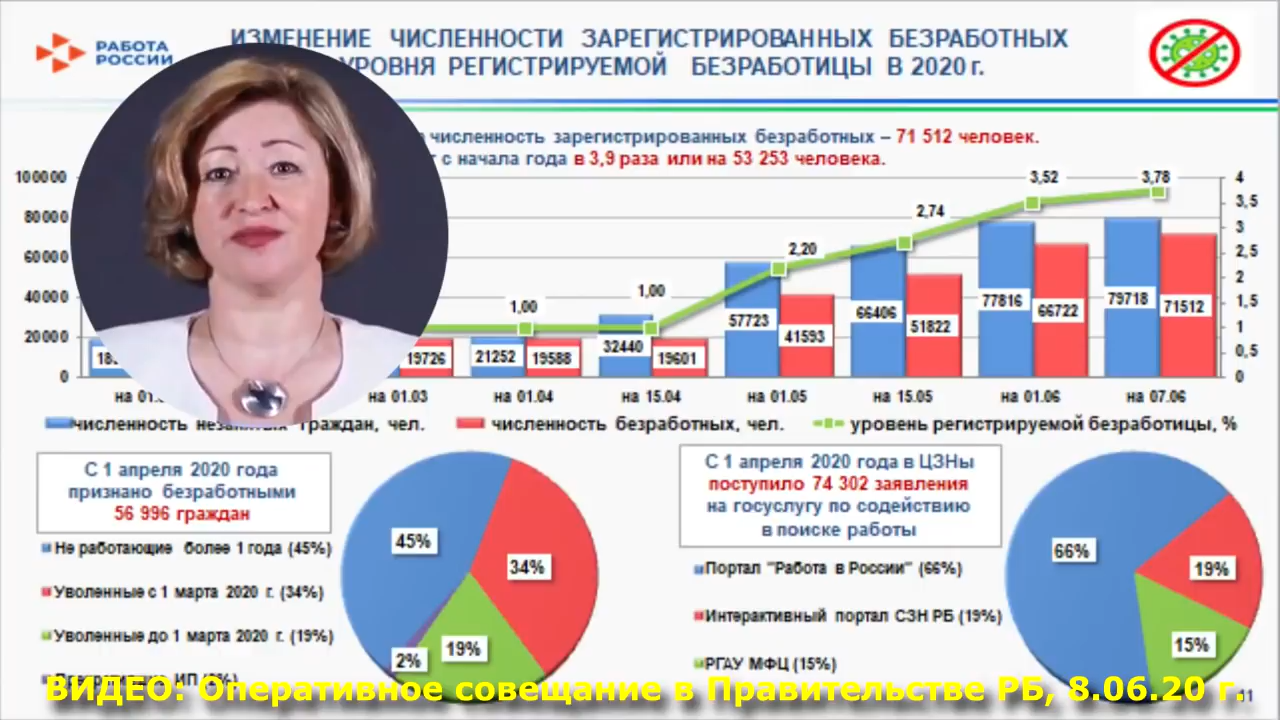 РАБОТА
РОССИИ
ИЗМЕНЕНИЕ ЧИСЛЕННОСТИ ЗАРЕГИСТРИРОВАННЫХ БЕЗРАБОТНЫХ
УРОВНЯ РЕГИСТРИРУЕМОЙ БЕЗРАБОТИЦЫ В 2020 г.
численность зарегистрированных безработных – 71 512 человек.
с начала года в 3,9 раза или на 53 253 человека.
100000
80000
60000
40000
20000
0
4
3,5
3
2,5
2
1,5
1
0,5
0
1,00
1,00
2,20
2,74
3,52
3,78
19726
21252
19588
32440
19601
57723
41593
66406
51822
77816
66722
79718
71512
на 01.03
на 01.04
на 15.04
на 01.05
на 15.05
на 01.06
на 07.06
численность незанятых граждан, чел.
численность безработных, чел.
уровень регистрируемой безработицы, %
С 1 апреля 2020 года
признано безработными
56 996 граждан
Не работающие более 1 года (45%)
Уволенные с 1 марта 2020 г. (34%)
Уволенные до 1 марта 2020 г. (19%)
ИП
45%
34%
19%
2%
С 1 апреля 2020 года в ЦЗНы
поступило 74 302 заявления
на госуслугу по содействию
в поиске работы
Портал "Работа в России" (66%)
Интерактивный портал СЗН РБ (19%)
РГАУ МФЦ (15%)
66%
19%
15%
ВИДЕО: Оперативное совещание в Правительстве РБ, 8.06.20 г.
11